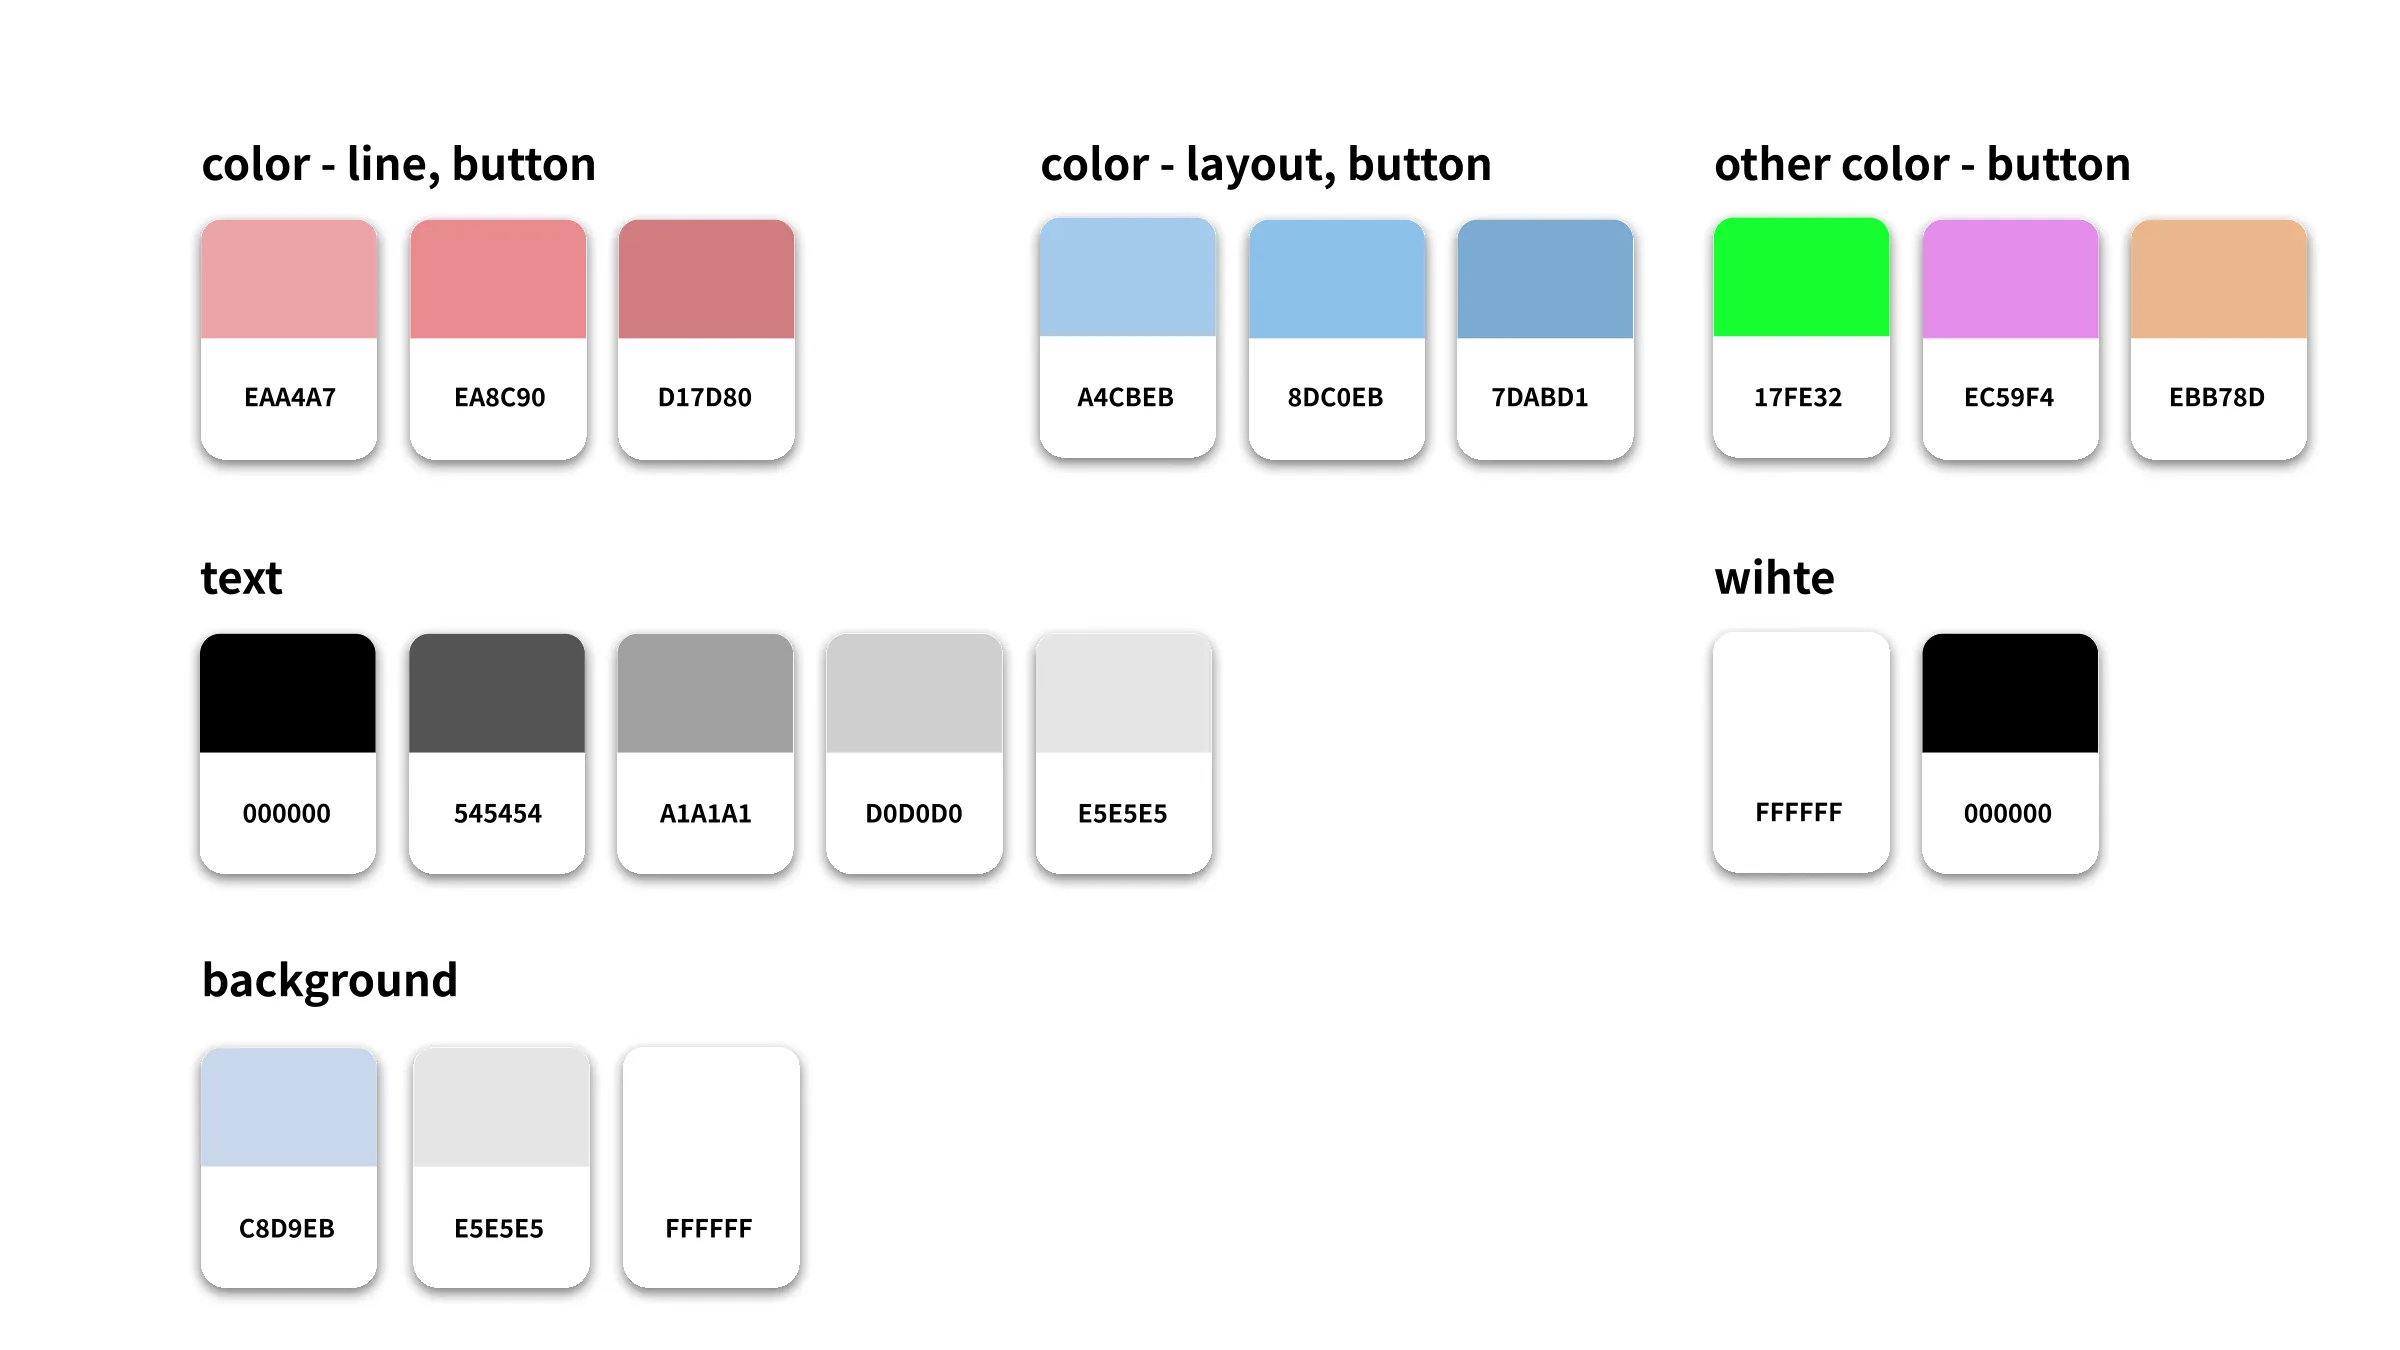 color - line, button
EAA4A7
EA8C90
D17D80
color - layout, button
A4CBEB
8DC0EB
7DABD1
other color - button
17FE32
EC59F4
EBB78D
text
000000
545454
A1A1A1
D0D0D0
E5E5E5
wihte
FFFFFF
000000
background
C8D9EB
E5E5E5
FFFFFF